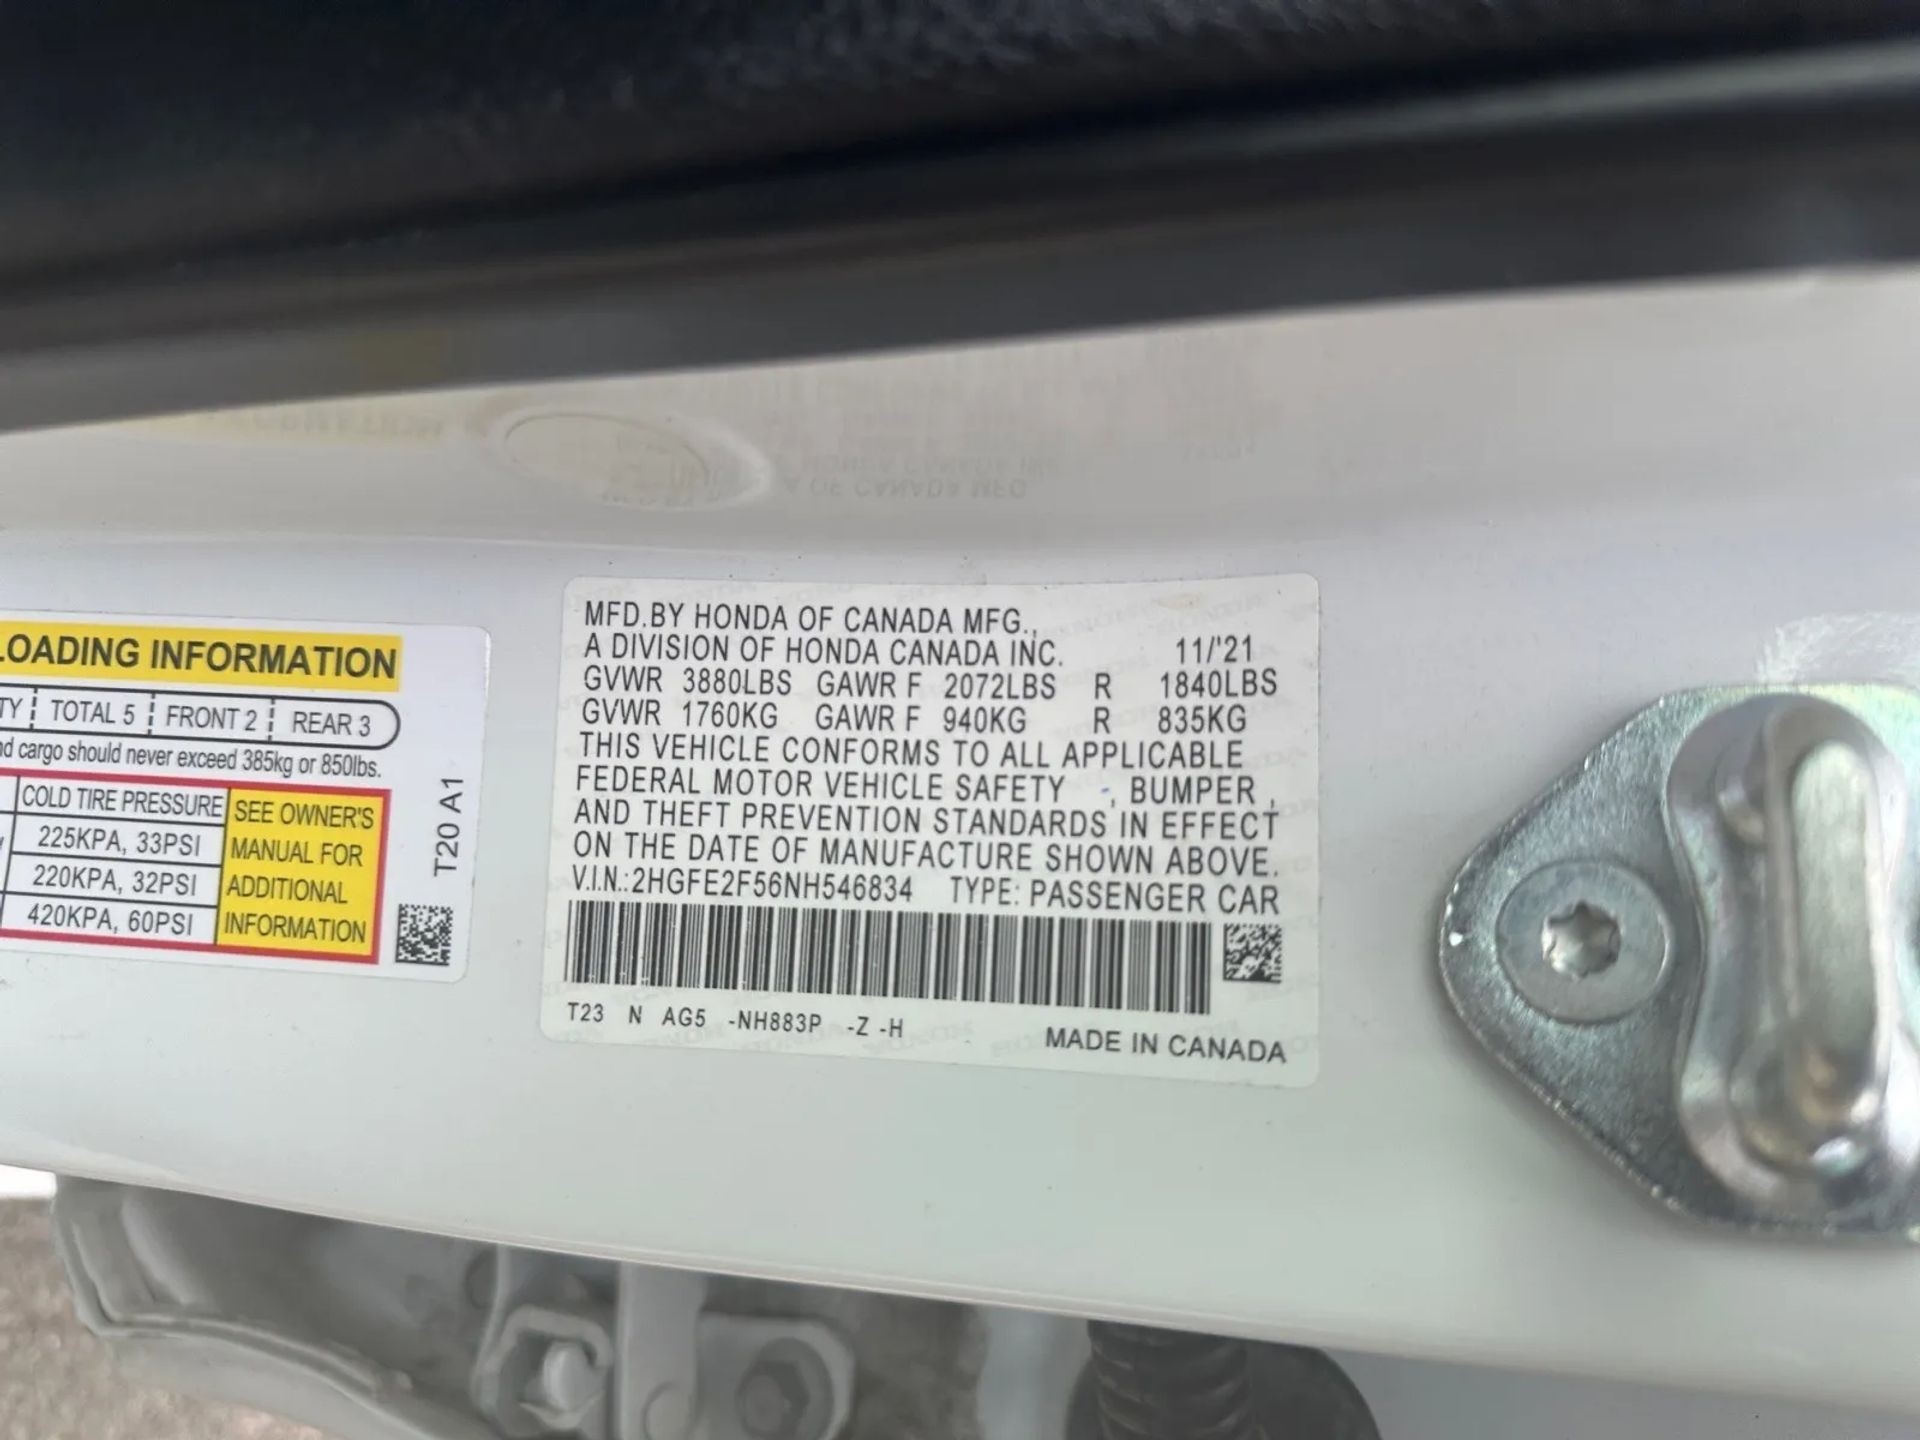 LOADING INFORMATION
TOTAL 5 FRONT 2 REAR 3
cargo should never exceed 385kg or 850lbs.
COLD TIRE PRESSURE
225KPA, 33PSI
220KPA, 32PSI
420KPA, 60PSI
SEE OWNER'S
MANUAL FOR
ADDITIONAL
INFORMATION
T20 A1
MFD.BY HONDA OF CANADA MFG.,
A DIVISION OF HONDA CANADA INC. 11/'21
GVWR 3880LBS GAWR F 2072LBS R 1840LBS
GVWR 1760KG GAWR F 940KG R 835KG
THIS VEHICLE CONFORMS TO ALL APPLICABLE
FEDERAL MOTOR VEHICLE SAFETY , BUMPER ,
AND THEFT PREVENTION STANDARDS IN EFFECT
ON THE DATE OF MANUFACTURE SHOWN ABOVE.
V.I.N.:2HGFE2F56NH546834 TYPE: PASSENGER CAR
T23 N AG5 -NH883P -Z -H
MADE IN CANADA